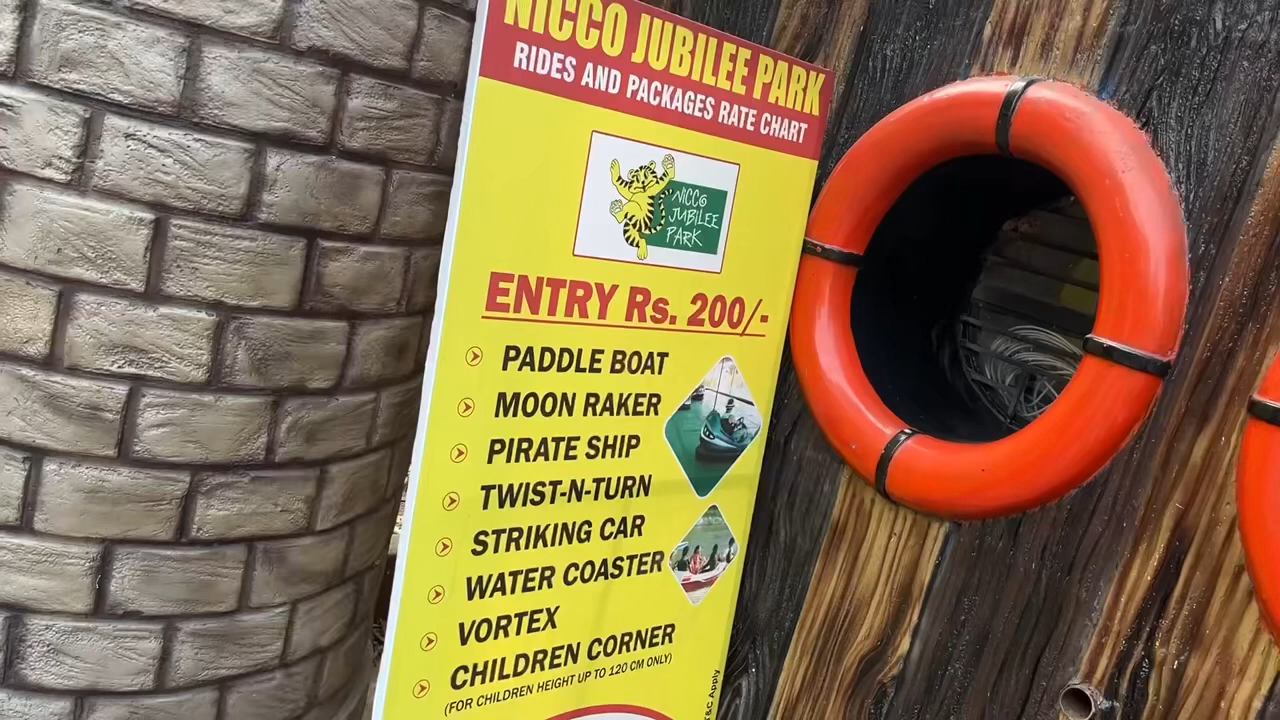 NICCO JUBILEE PARK
RIDES AND PACKAGES RATE CHART
NICCO
JUBILEE
PARK
ENTRY Rs. 200/-
PADDLE BOAT
MOON RAKER
PIRATE SHIP
TWIST-N-TURN
STRIKING CAR
WATER COASTER
VORTEX
CHILDREN CORNER
(FOR CHILDREN HEIGHT UP TO 120 CM ONLY)
T&C Apply